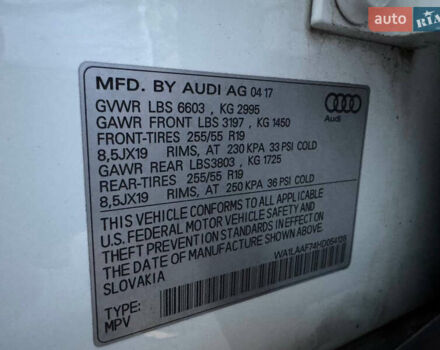 AUTO
RIA
MFD. BY AUDI AG 04 17
GVWR LBS 6603 , KG 2995
GAWR FRONT LBS 3197 , KG 1450
FRONT-TIRES 255/55 R19
8,5JX19 RIMS, AT 230 KPA 33 PSI COLD
GAWR REAR LBS3803 , KG 1725
REAR-TIRES 255/55 R19
8,5JX19 RIMS, AT 250 KPA 36 PSI COLD
Audi
THIS VEHICLE CONFORMS TO ALL APPLICABLE
U.S. FEDERAL MOTOR VEHICLE SAFETY AND
THEFT PREVENTION STANDARDS IN EFFECT ON
THE DATE OF MANUFACTURE SHOWN ABOVE.
SLOVAKIA
TYPE:
MPV